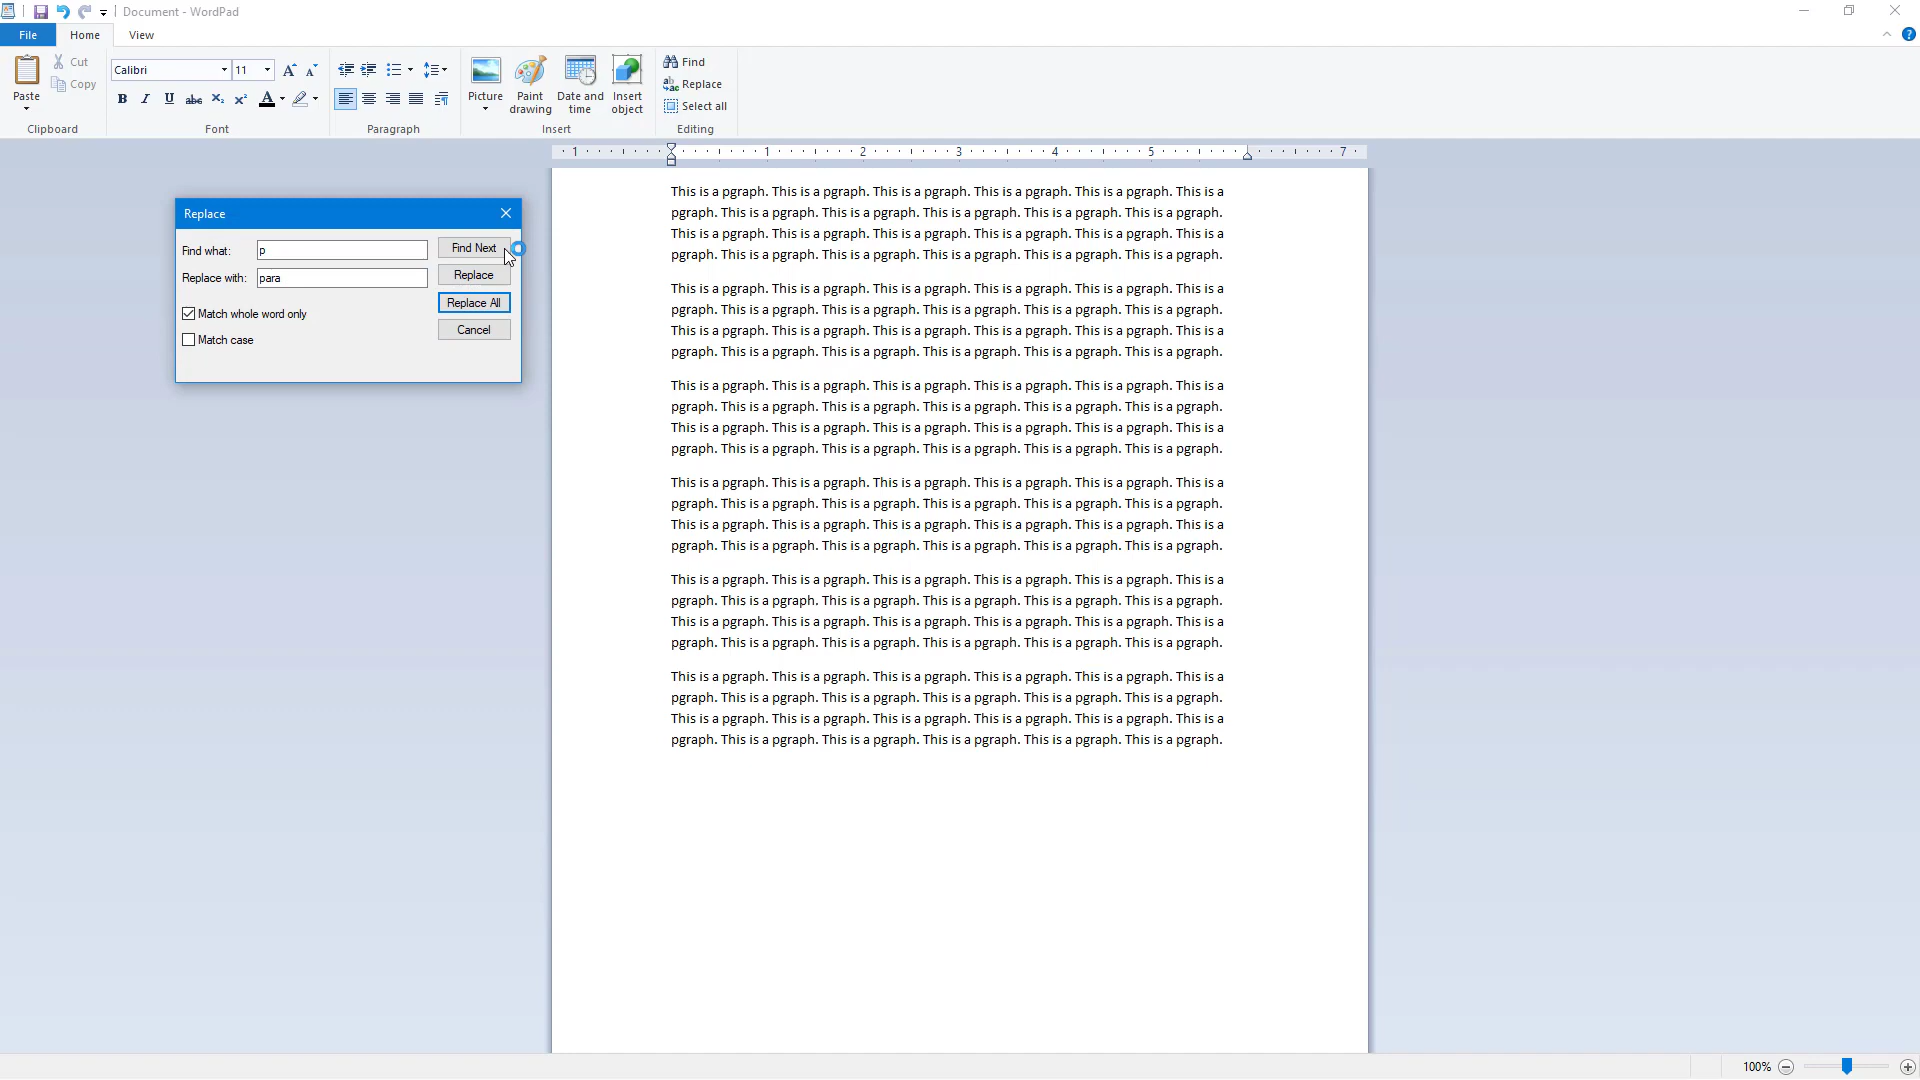 Document - WordPad
File Home View
Paste
Cut
Copy
Clipboard
Calibri 11
B I U abc X₂ X² A
Font
Paragraph
Picture
Paint drawing
Date and time
Insert object
Insert
Find
Replace
Select all
Editing
1 1 2 3 4 5 7
Replace
Find what: p
Find Next
Replace with: para
Replace
Match whole word only
Replace All
Cancel
Match case
This is a pgraph. This is a pgraph. This is a pgraph. This is a pgraph. This is a pgraph. This is a
pgraph. This is a pgraph. This is a pgraph. This is a pgraph. This is a pgraph. This is a pgraph.
This is a pgraph. This is a pgraph. This is a pgraph. This is a pgraph. This is a pgraph. This is a
pgraph. This is a pgraph. This is a pgraph. This is a pgraph. This is a pgraph. This is a pgraph.
This is a pgraph. This is a pgraph. This is a pgraph. This is a pgraph. This is a pgraph. This is a
pgraph. This is a pgraph. This is a pgraph. This is a pgraph. This is a pgraph. This is a pgraph.
This is a pgraph. This is a pgraph. This is a pgraph. This is a pgraph. This is a pgraph. This is a
pgraph. This is a pgraph. This is a pgraph. This is a pgraph. This is a pgraph. This is a pgraph.
This is a pgraph. This is a pgraph. This is a pgraph. This is a pgraph. This is a pgraph. This is a
pgraph. This is a pgraph. This is a pgraph. This is a pgraph. This is a pgraph. This is a pgraph.
This is a pgraph. This is a pgraph. This is a pgraph. This is a pgraph. This is a pgraph. This is a
pgraph. This is a pgraph. This is a pgraph. This is a pgraph. This is a pgraph. This is a pgraph.
This is a pgraph. This is a pgraph. This is a pgraph. This is a pgraph. This is a pgraph. This is a
pgraph. This is a pgraph. This is a pgraph. This is a pgraph. This is a pgraph. This is a pgraph.
This is a pgraph. This is a pgraph. This is a pgraph. This is a pgraph. This is a pgraph. This is a
pgraph. This is a pgraph. This is a pgraph. This is a pgraph. This is a pgraph. This is a pgraph.
This is a pgraph. This is a pgraph. This is a pgraph. This is a pgraph. This is a pgraph. This is a
pgraph. This is a pgraph. This is a pgraph. This is a pgraph. This is a pgraph. This is a pgraph.
This is a pgraph. This is a pgraph. This is a pgraph. This is a pgraph. This is a pgraph. This is a
pgraph. This is a pgraph. This is a pgraph. This is a pgraph. This is a pgraph. This is a pgraph.
This is a pgraph. This is a pgraph. This is a pgraph. This is a pgraph. This is a pgraph. This is a
pgraph. This is a pgraph. This is a pgraph. This is a pgraph. This is a pgraph. This is a pgraph.
This is a pgraph. This is a pgraph. This is a pgraph. This is a pgraph. This is a pgraph. This is a
pgraph. This is a pgraph. This is a pgraph. This is a pgraph. This is a pgraph. This is a pgraph.
100%